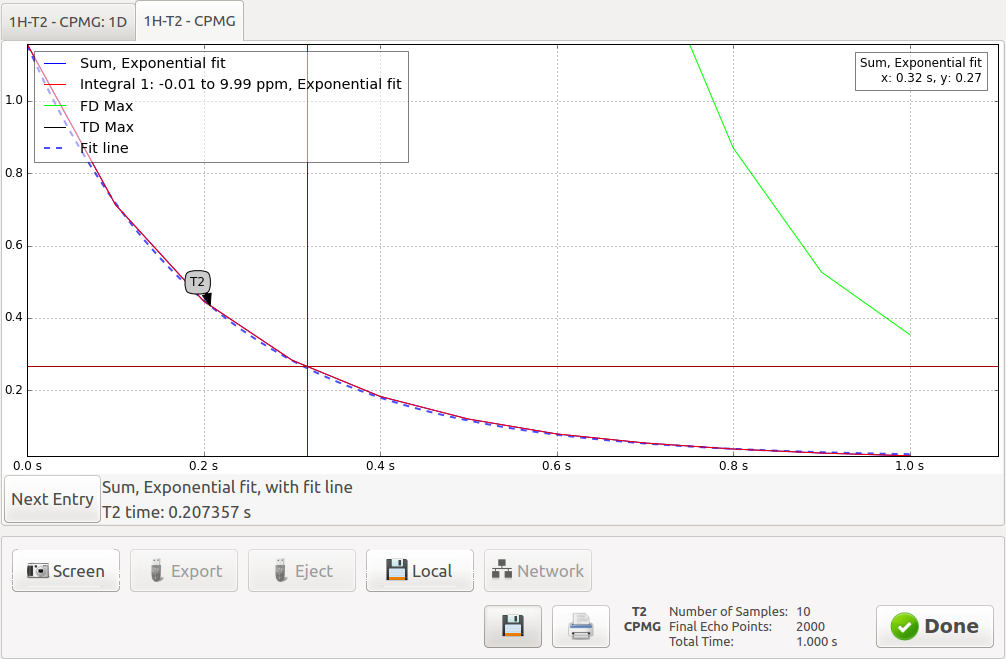 1H-T2 - CPMG: 1D
1H-T2 - CPMG
Sum, Exponential fit
Integral 1: -0.01 to 9.99 ppm, Exponential fit
FD Max
TD Max
Fit line
Sum, Exponential fit
x: 0.32 s, y: 0.27
1.0
0.8
0.6
0.4
0.2
T2
0.0 s
0.2 s
0.4 s
0.6 s
0.8 s
1.0 s
Next Entry
Sum, Exponential fit, with fit line
T2 time: 0.207357 s
Screen
Export
Eject
Local
Network
T2
CPMG
Number of Samples: 10
Final Echo Points: 2000
Total Time: 1.000 s
Done